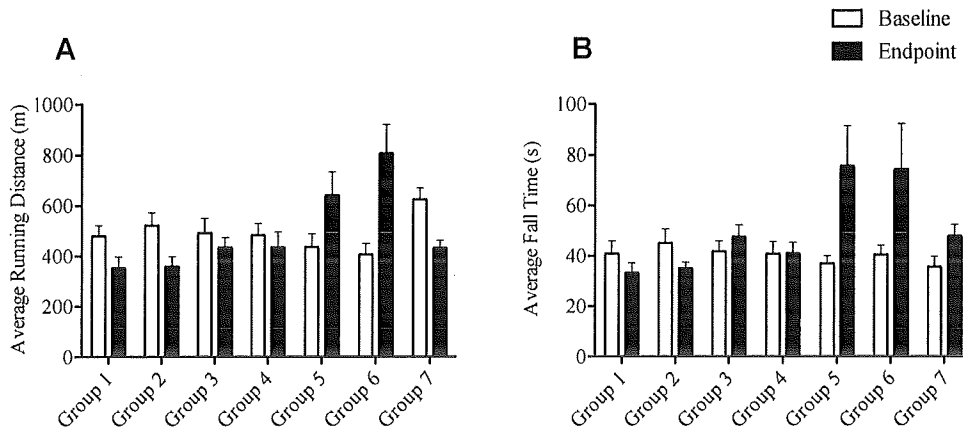 Baseline
Endpoint
A
Average Running Distance (m)
1000
800
600
400
200
0
Group 1
Group 2
Group 3
Group 4
Group 5
Group 6
Group 7
B
Average Fall Time (s)
100
80
60
40
20
0
Group 1
Group 2
Group 3
Group 4
Group 5
Group 6
Group 7